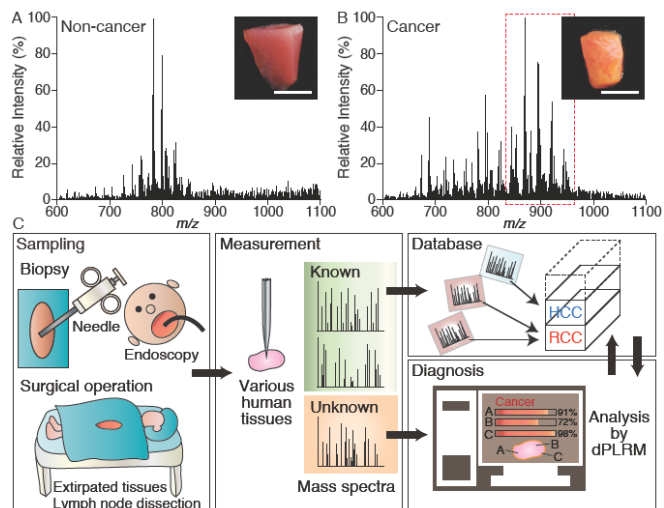 A
Non-cancer
Relative Intensity (%)
100
80
60
40
20
0
600 700 800 900 1000 1100
m/z
B
Cancer
Relative Intensity (%)
100
80
60
40
20
0
600 700 800 900 1000 1100
m/z
C
Sampling
Biopsy
Needle
Endoscopy
Surgical operation
Extirpated tissues
Lymph node dissection
Measurement
Various
human
tissues
Known
Unknown
Mass spectra
Database
HCC
RCC
Diagnosis
Cancer
A 91%
B 72%
C 98%
A
B
C
Analysis
by
dPLRM